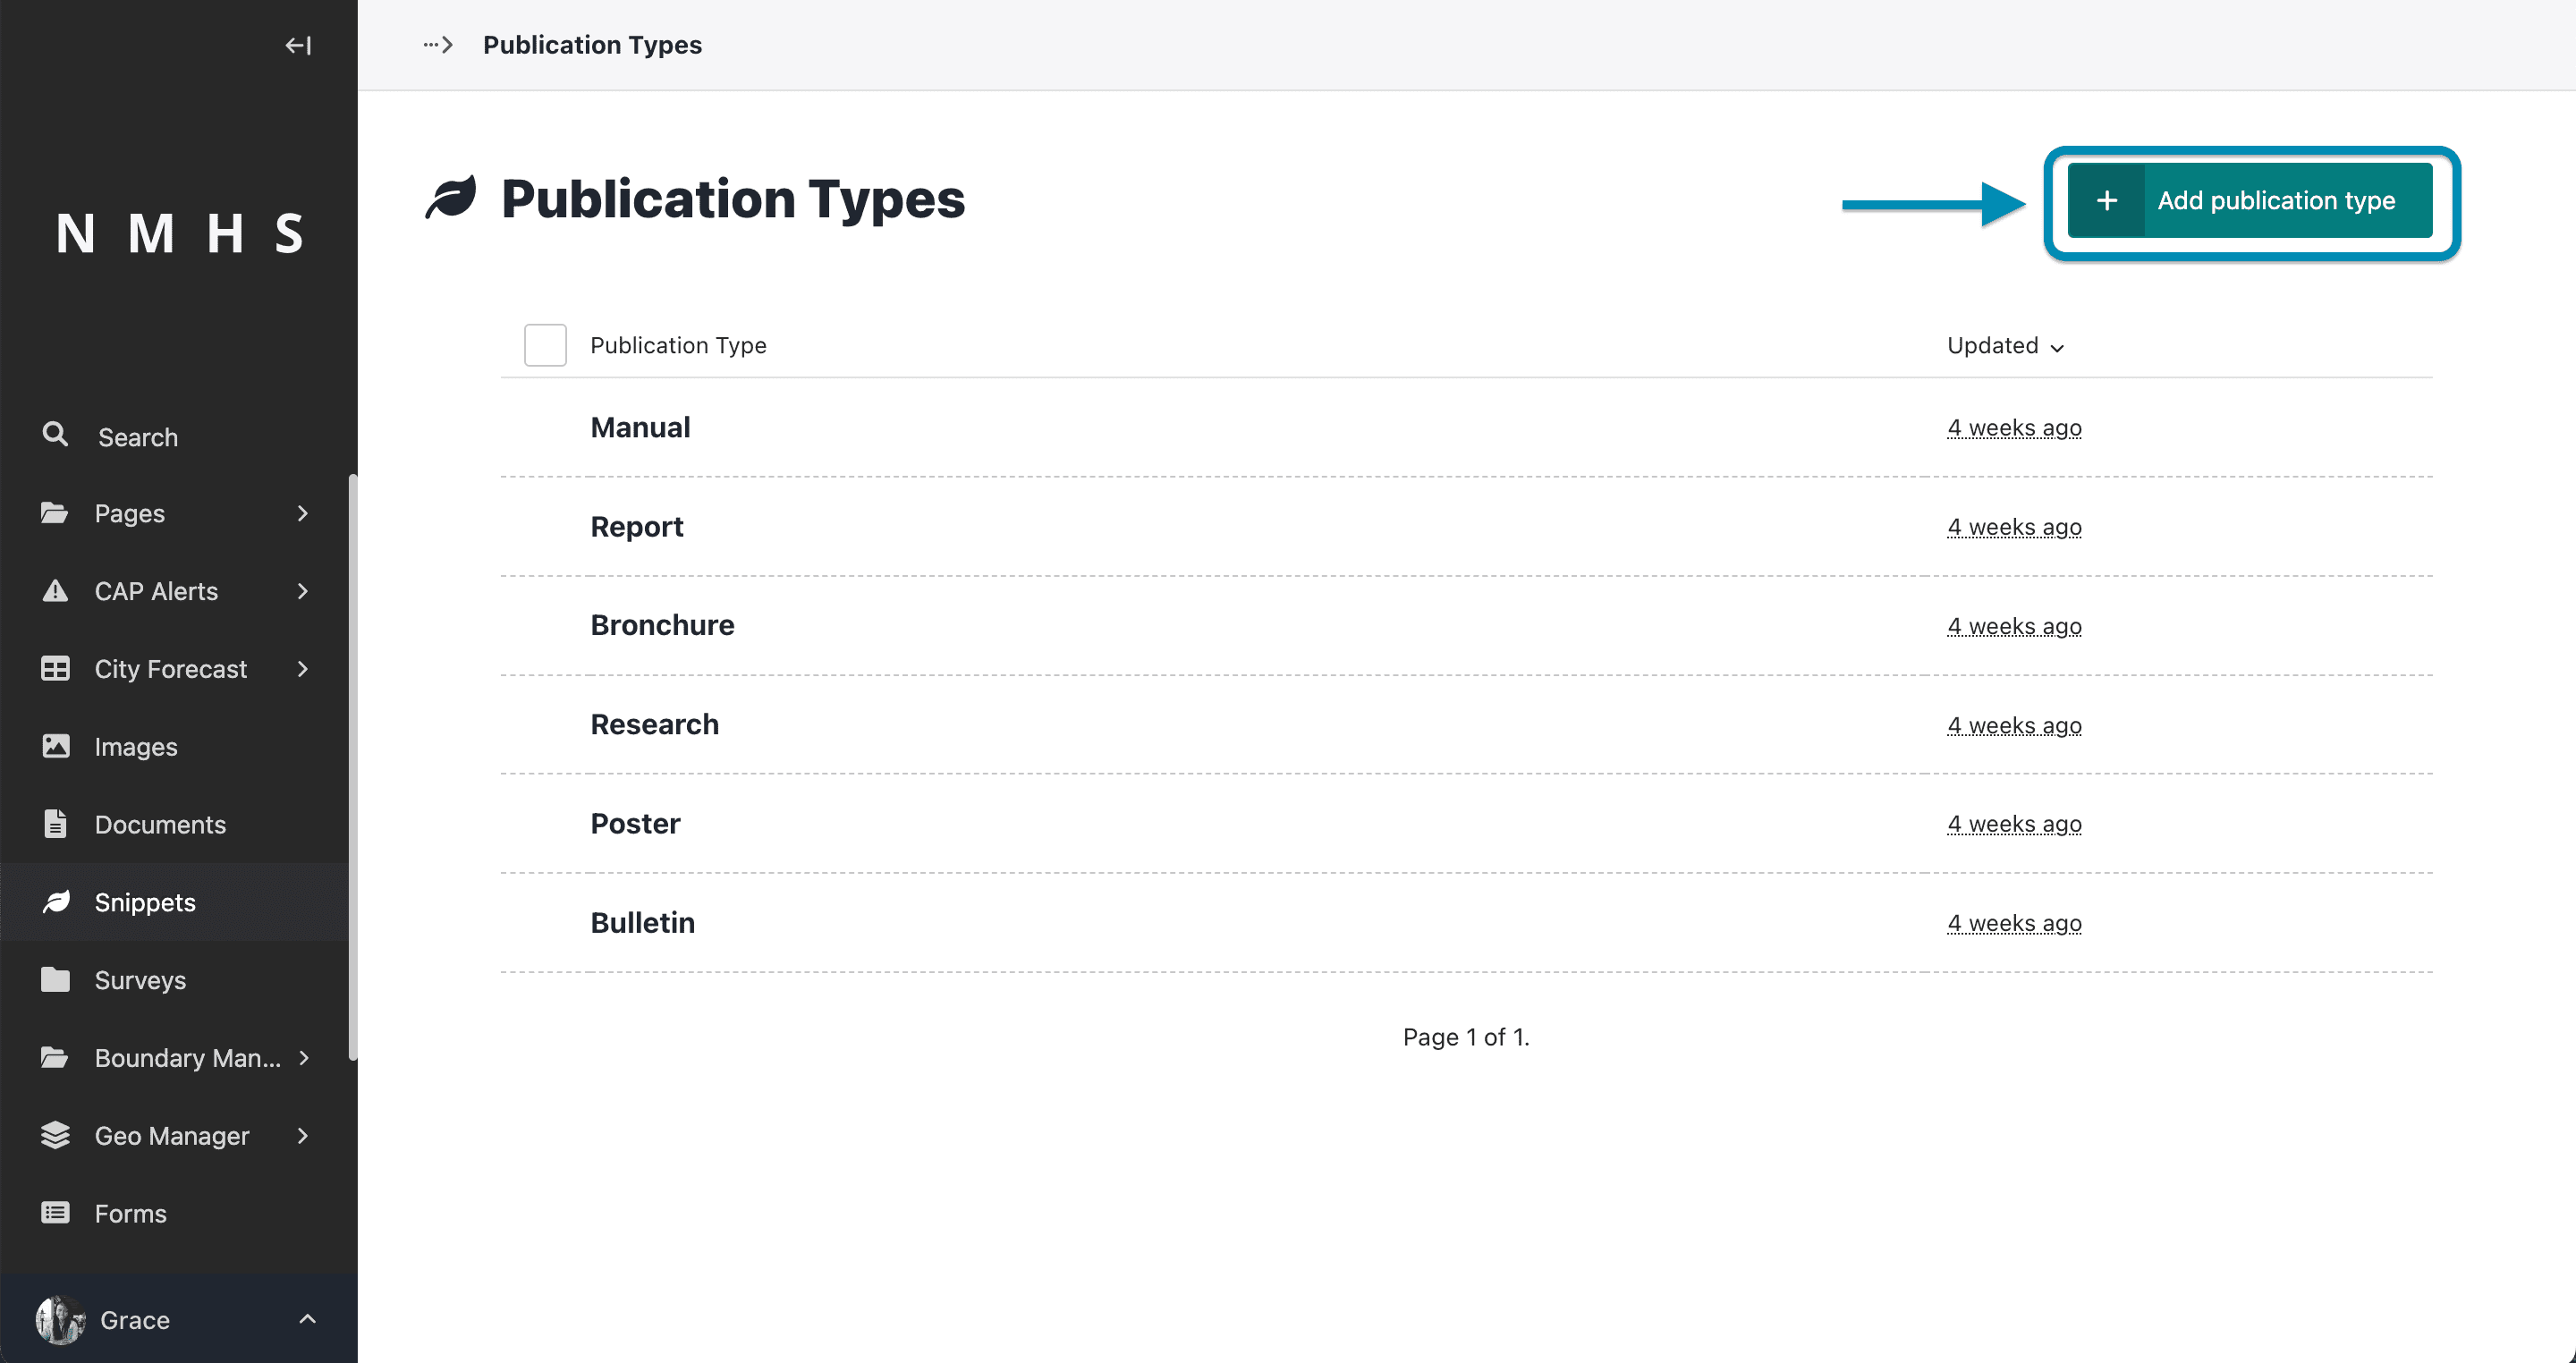 Publication Types
N M H S
Publication Types
Add publication type
Search
Pages
CAP Alerts
City Forecast
Images
Documents
Snippets
Surveys
Boundary Man...
Geo Manager
Forms
Grace
Publication Type Updated
Manual 4 weeks ago
Report 4 weeks ago
Bronchure 4 weeks ago
Research 4 weeks ago
Poster 4 weeks ago
Bulletin 4 weeks ago
Page 1 of 1.